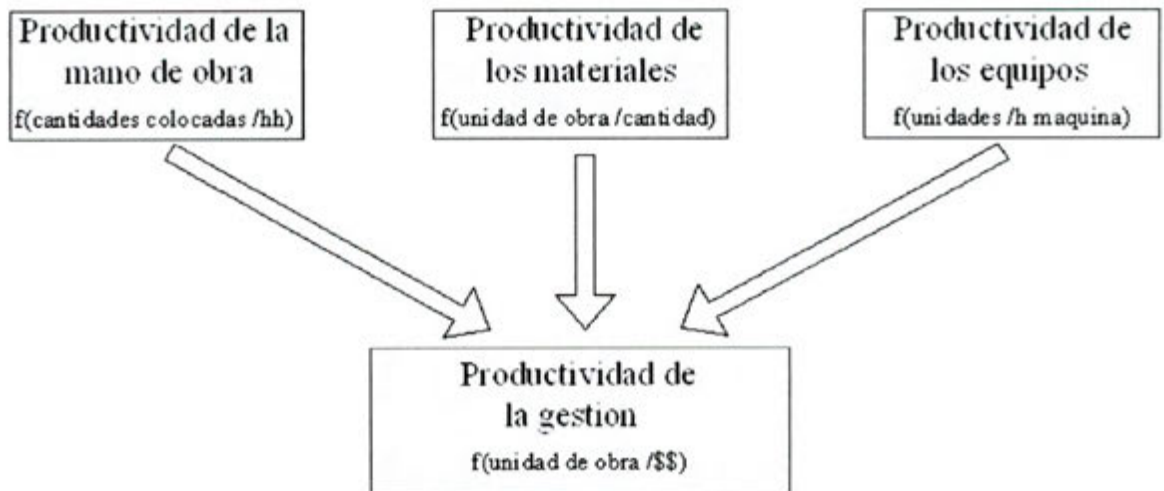 Productividad de la
mano de obra
f(cantidades colocadas /hh)
Productividad de
los materiales
f(unidad de obra /cantidad)
Productividad de
los equipos
f(unidades /h maquina)
Productividad de
la gestion
f(unidad de obra /$$)